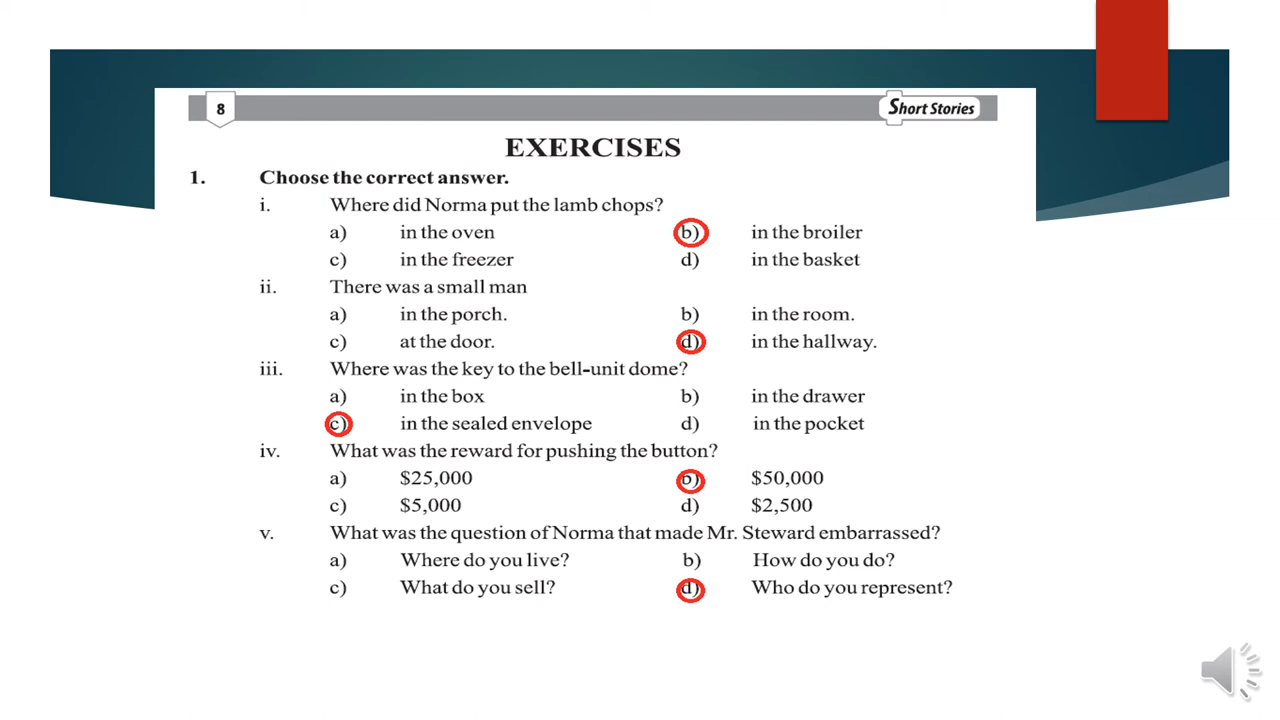 8 Short Stories
EXERCISES
1. Choose the correct answer.
i. Where did Norma put the lamb chops?
a) in the oven b) in the broiler
c) in the freezer d) in the basket
ii. There was a small man
a) in the porch. b) in the room.
c) at the door. d) in the hallway.
iii. Where was the key to the bell-unit dome?
a) in the box b) in the drawer
c) in the sealed envelope d) in the pocket
iv. What was the reward for pushing the button?
a) $25,000 b) $50,000
c) $5,000 d) $2,500
v. What was the question of Norma that made Mr. Steward embarrassed?
a) Where do you live? b) How do you do?
c) What do you sell? d) Who do you represent?